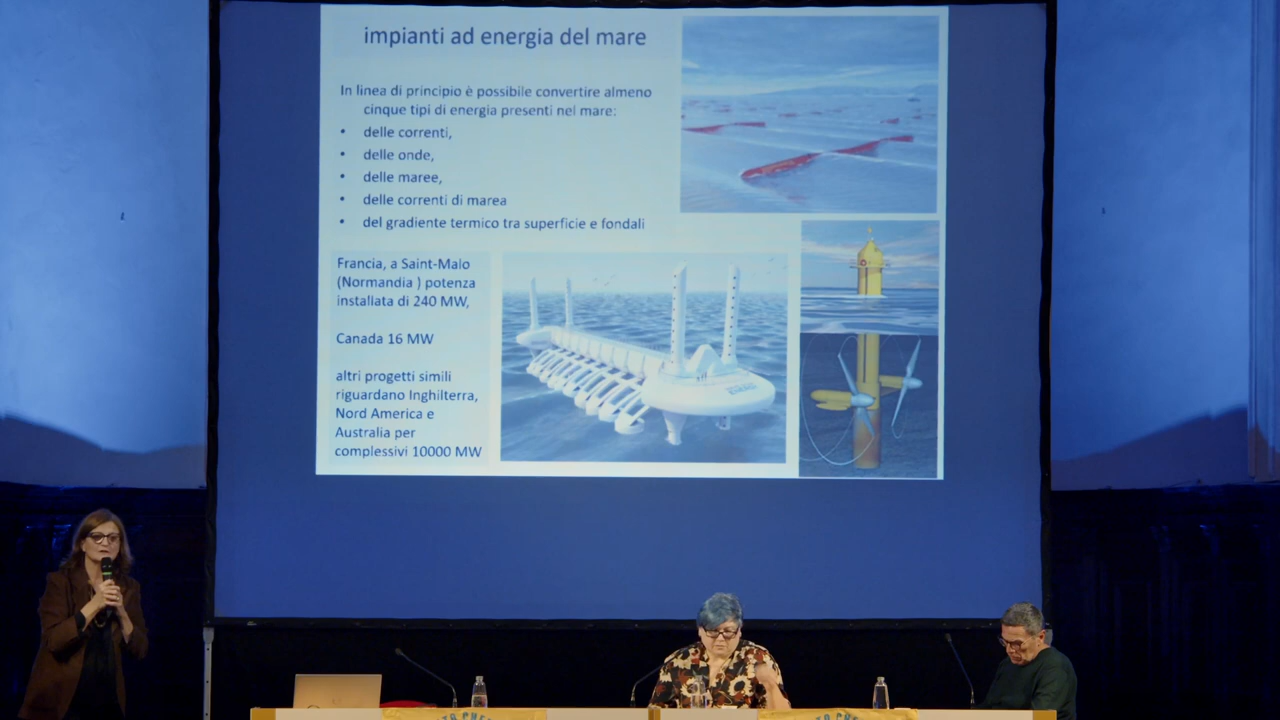 impianti ad energia del mare
In linea di principio è possibile convertire almeno
cinque tipi di energia presenti nel mare:
• delle correnti,
• delle onde,
• delle maree,
• delle correnti di marea
• del gradiente termico tra superficie e fondali
Francia, a Saint-Malo
(Normandia ) potenza
installata di 240 MW,
Canada 16 MW
altri progetti simili
riguardano Inghilterra,
Nord America e
Australia per
complessivi 10000 MW